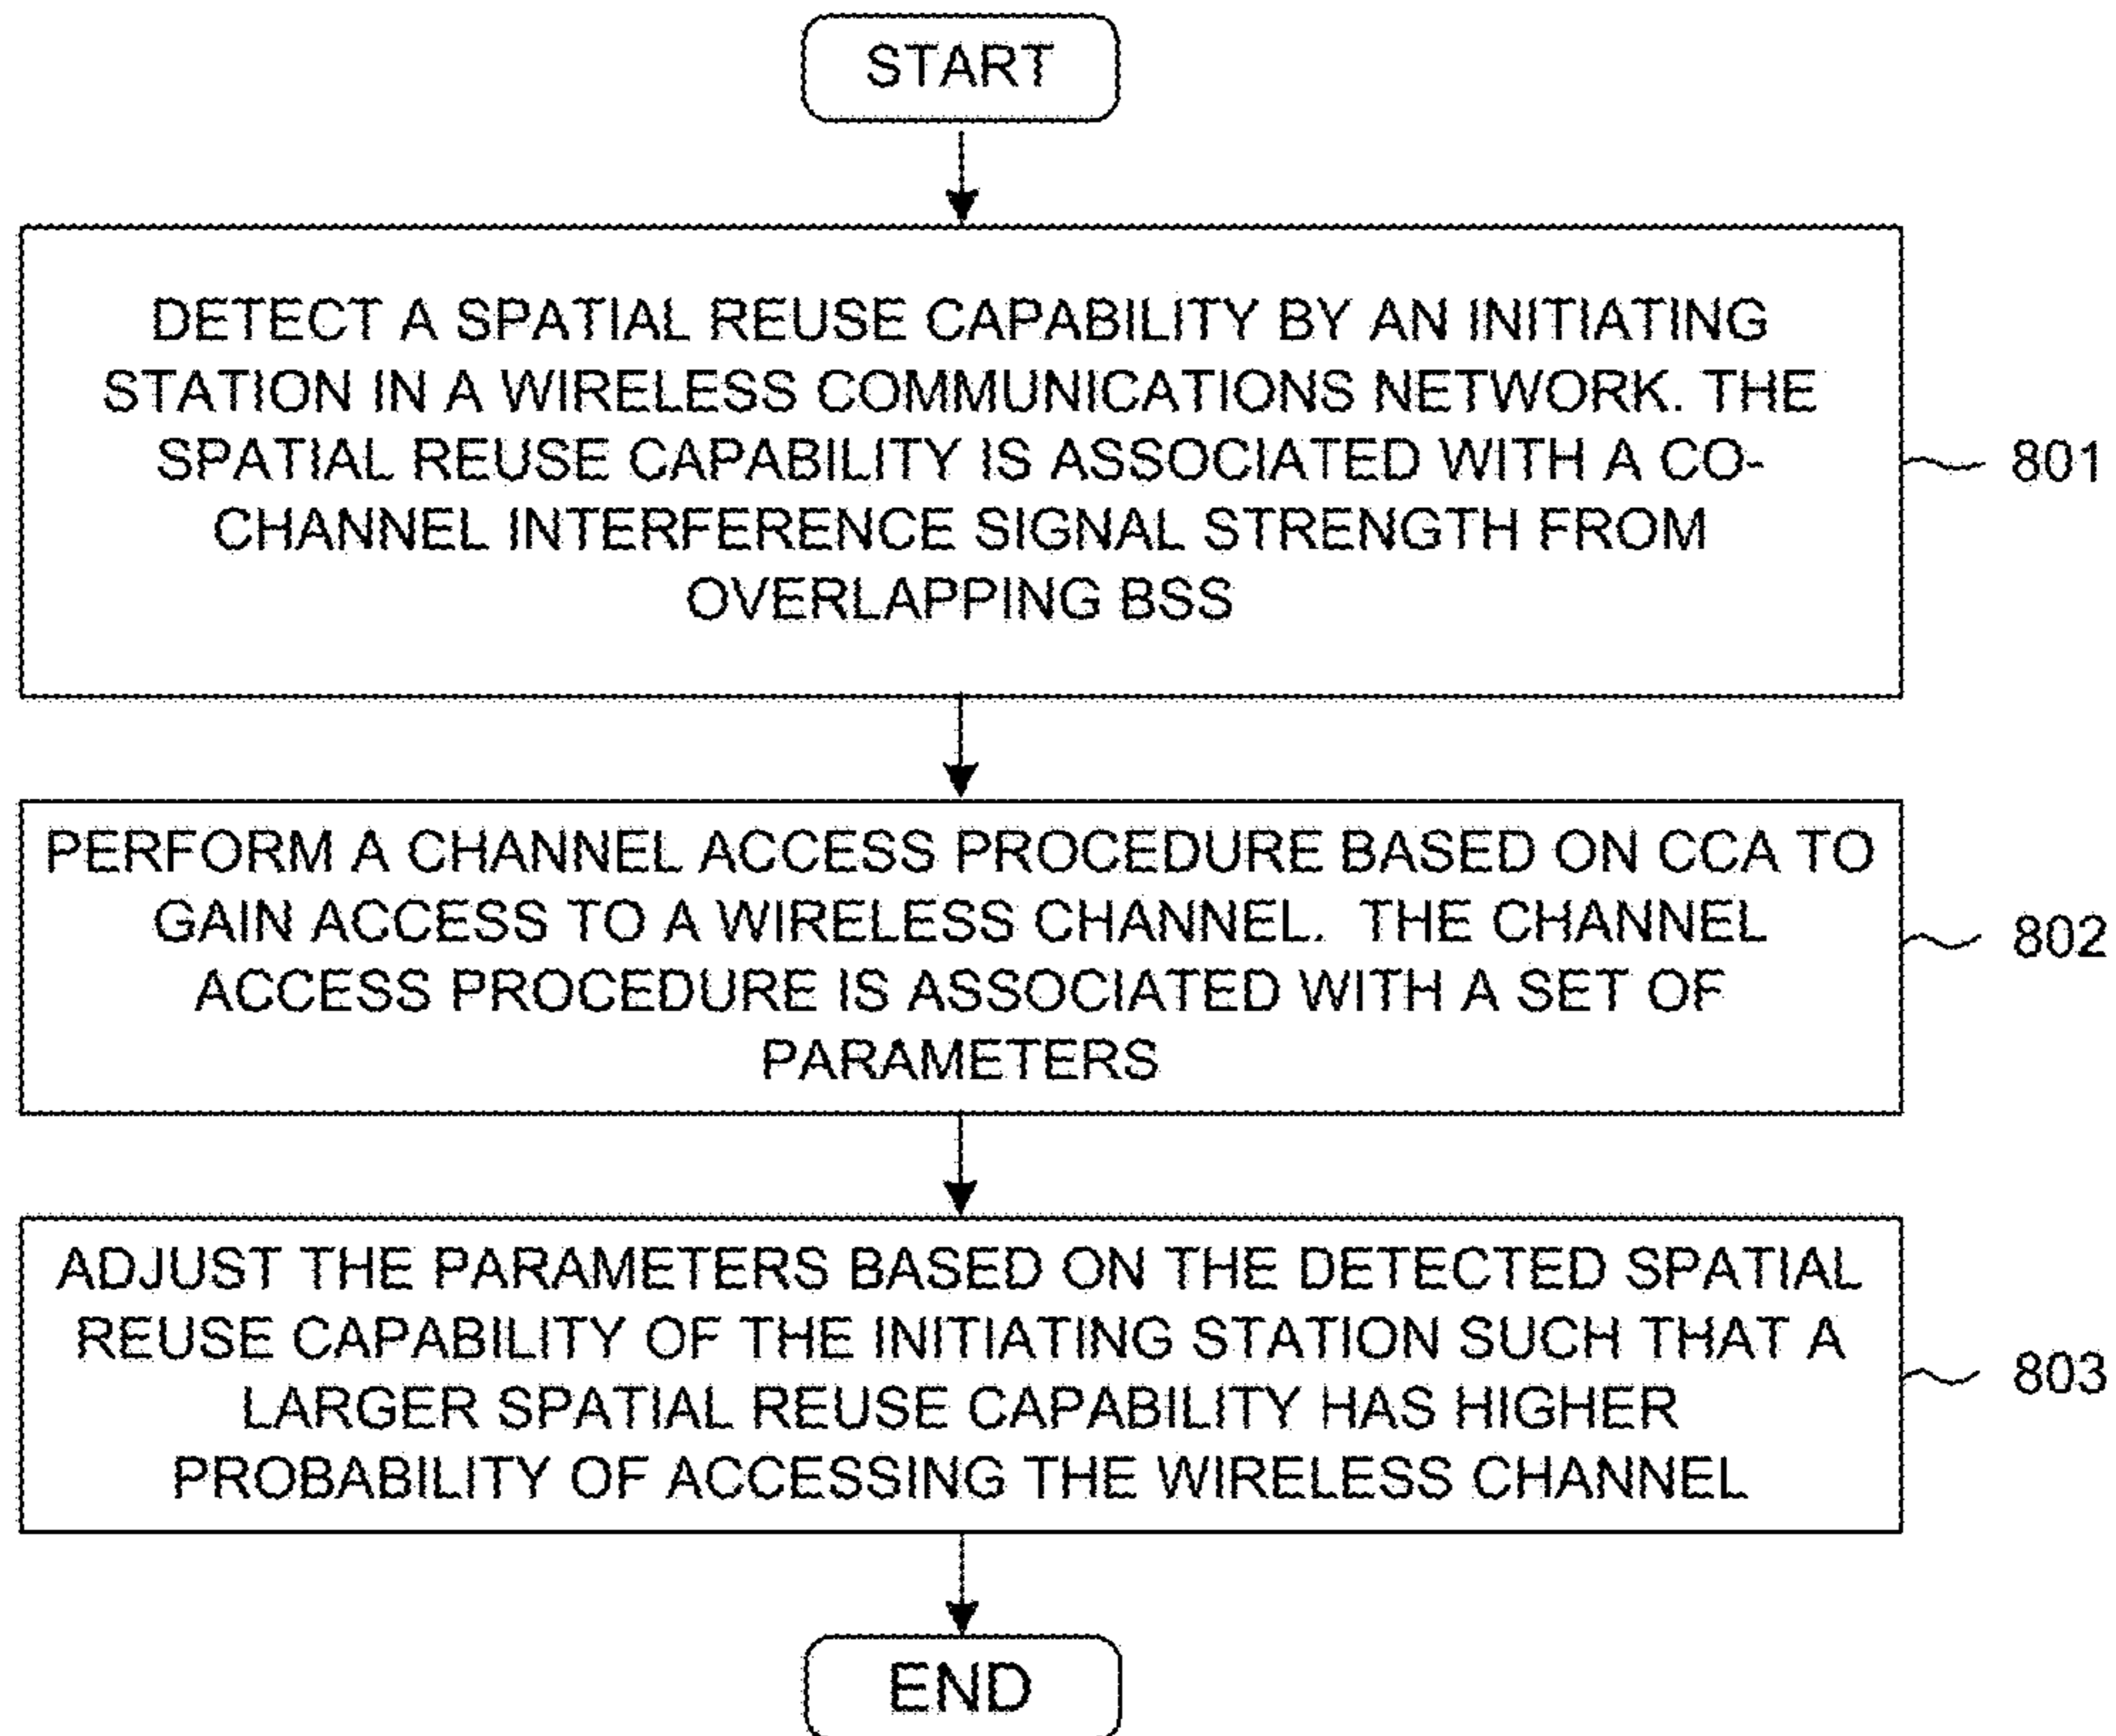 START
DETECT A SPATIAL REUSE CAPABILITY BY AN INITIATING
STATION IN A WIRELESS COMMUNICATIONS NETWORK. THE
SPATIAL REUSE CAPABILITY IS ASSOCIATED WITH A CO-
CHANNEL INTERFERENCE SIGNAL STRENGTH FROM
OVERLAPPING BSS
801
PERFORM A CHANNEL ACCESS PROCEDURE BASED ON CCA TO
GAIN ACCESS TO A WIRELESS CHANNEL. THE CHANNEL
ACCESS PROCEDURE IS ASSOCIATED WITH A SET OF
PARAMETERS
802
ADJUST THE PARAMETERS BASED ON THE DETECTED SPATIAL
REUSE CAPABILITY OF THE INITIATING STATION SUCH THAT A
LARGER SPATIAL REUSE CAPABILITY HAS HIGHER
PROBABILITY OF ACCESSING THE WIRELESS CHANNEL
803
END